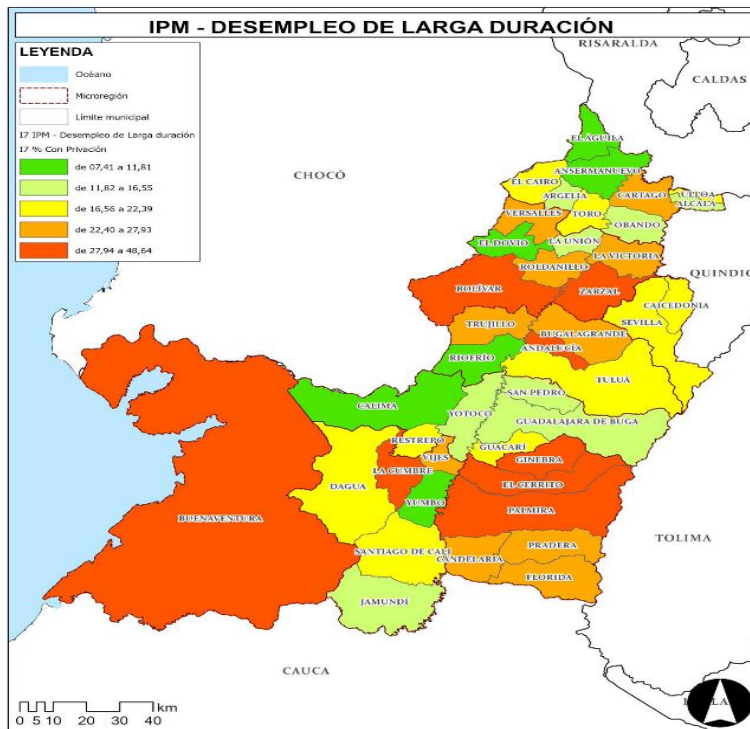 IPM - DESEMPLEO DE LARGA DURACIÓN
LEYENDA
Océano
Microregión
Límite municipal
I7 IPM - Desempleo de Larga duración
I7 % Con Privación
de 07,41 a 11,81
de 11,82 a 16,55
de 16,56 a 22,39
de 22,40 a 27,93
de 27,94 a 48,64
RISARALDA
CALDAS
CHOCÓ
EL ÁGUILA
ANSERMANUEVO
EL CAIRO
ARGELIA
CARTAGO
ULLOA
ALCALÁ
VERSALLES
TORO
OBANDO
EL DOVIO
LA UNIÓN
LA VICTORIA
ROLDANILLO
QUINDIO
BOLÍVAR
ZARZAL
CAICEDONIA
SEVILLA
TRUJILLO
BUGALAGRANDE
ANDALUCÍA
RIOFRÍO
TULUÁ
SAN PEDRO
CALIMA
YOTOCO
GUADALAJARA DE BUGA
RESTREPO
GUACARÍ
VIJES
GINEBRA
LA CUMBRE
DAGUA
EL CERRITO
YUMBO
PALMIRA
BUENAVENTURA
TOLIMA
SANTIAGO DE CALI
PRADERA
CANDELARIA
FLORIDA
JAMUNDÍ
CAUCA
0 5 10 20 30 40 km